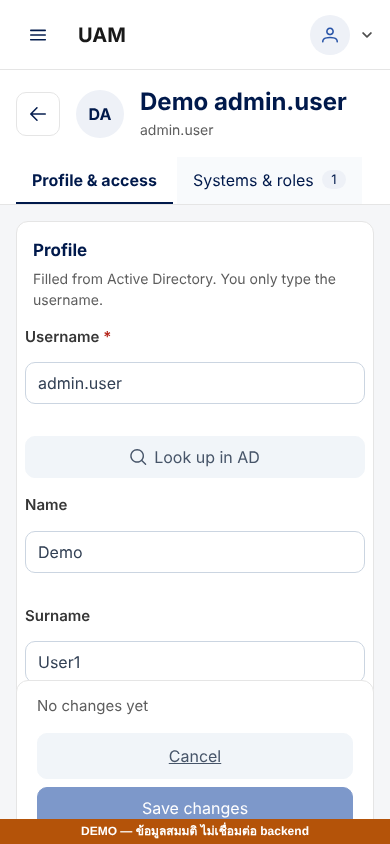 UAM
DA
Demo admin.user
admin.user
Profile & access
Systems & roles 1
Profile
Filled from Active Directory. You only type the
username.
Username *
admin.user
Look up in AD
Name
Demo
Surname
User1
No changes yet
Cancel
Save changes
DEMO — ข้อมูลสมมติ ไม่เชื่อมต่อ backend